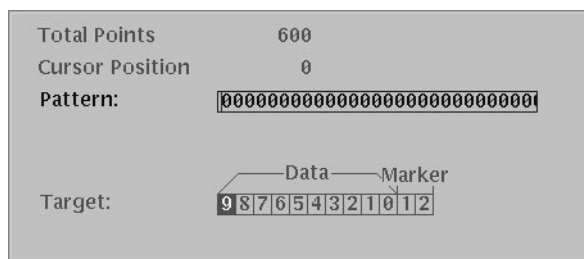 Total Points 600
Cursor Position 0
Pattern: 0000000000000000000000000000
Data Marker
Target: 9 8 7 6 5 4 3 2 1 0 1 2